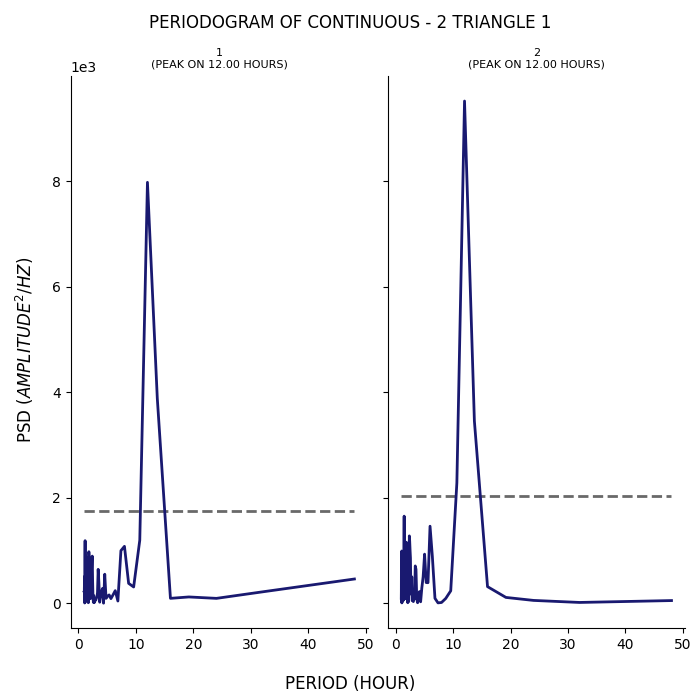 PERIODOGRAM OF CONTINUOUS - 2 TRIANGLE 1
1
(PEAK ON 12.00 HOURS)
2
(PEAK ON 12.00 HOURS)
1e3
8
6
4
2
0
PSD (AMPLITUDE²/HZ)
0 10 20 30 40 50
0 10 20 30 40 50
PERIOD (HOUR)